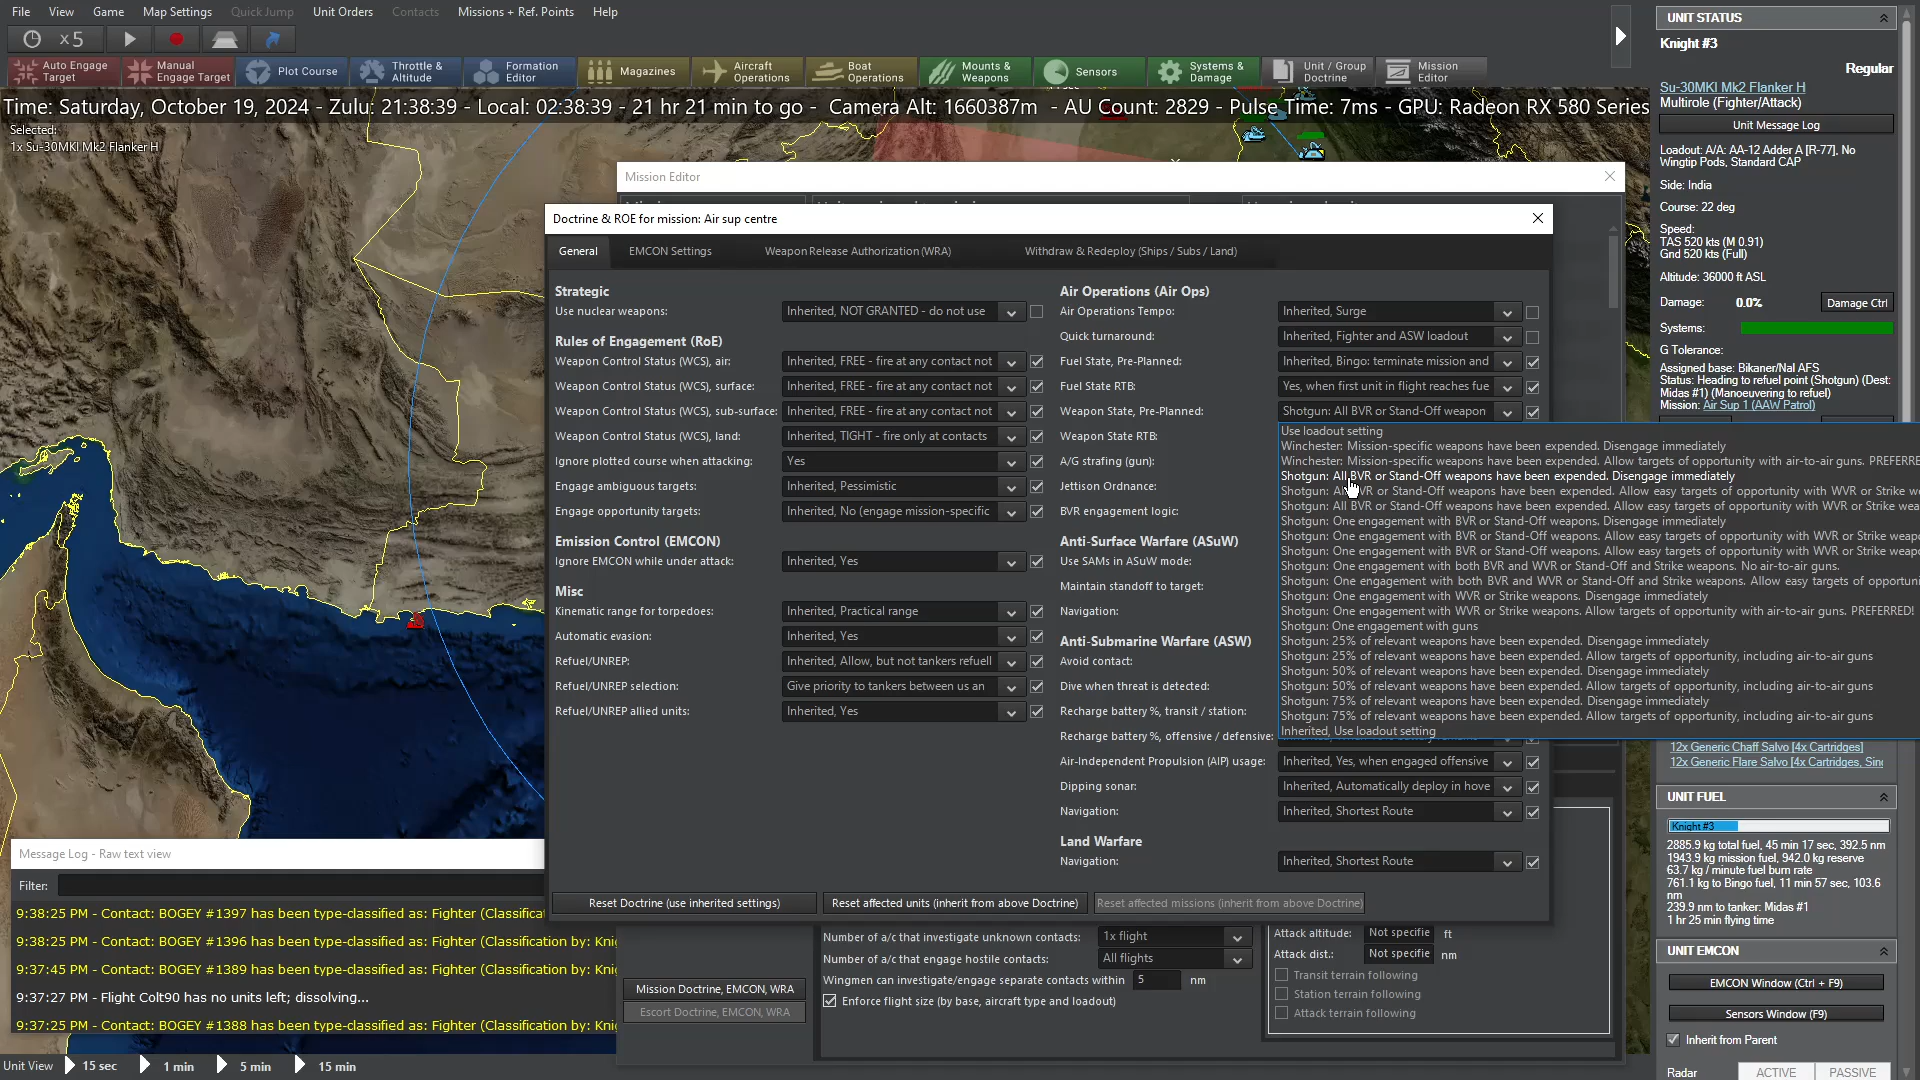 File View Game Map Settings Quick Jump Unit Orders Contacts Missions + Ref. Points Help
x5
Auto Engage Target
Manual Engage Target
Plot Course
Throttle & Altitude
Formation Editor
Magazines
Aircraft Operations
Boat Operations
Mounts & Weapons
Sensors
Systems & Damage
Unit / Group Doctrine
Mission Editor
Time: Saturday, October 19, 2024 - Zulu: 21:38:39 - Local: 02:38:39 - 21 hr 21 min to go - Camera Alt: 1660387m - AU Count: 2829 - Pulse Time: 7ms - GPU: Radeon RX 580 Series
Selected:
1x Su-30MKI Mk2 Flanker H
Mission Editor
Doctrine & ROE for mission: Air sup centre
General EMCON Settings Weapon Release Authorization (WRA) Withdraw & Redeploy (Ships / Subs / Land)
Strategic
Use nuclear weapons: Inherited, NOT GRANTED - do not use
Rules of Engagement (RoE)
Weapon Control Status (WCS), air: Inherited, FREE - fire at any contact not
Weapon Control Status (WCS), surface: Inherited, FREE - fire at any contact not
Weapon Control Status (WCS), sub-surface: Inherited, FREE - fire at any contact not
Weapon Control Status (WCS), land: Inherited, TIGHT - fire only at contacts
Ignore plotted course when attacking: Yes
Engage ambiguous targets: Inherited, Pessimistic
Engage opportunity targets: Inherited, No (engage mission-specific
Emission Control (EMCON)
Ignore EMCON while under attack: Inherited, Yes
Misc
Kinematic range for torpedoes: Inherited, Practical range
Automatic evasion: Inherited, Yes
Refuel/UNREP: Inherited, Allow, but not tankers refuell
Refuel/UNREP selection: Give priority to tankers between us an
Refuel/UNREP allied units: Inherited, Yes
Air Operations (Air Ops)
Air Operations Tempo: Inherited, Surge
Quick turnaround: Inherited, Fighter and ASW loadout
Fuel State, Pre-Planned: Inherited, Bingo: terminate mission and
Fuel State RTB: Yes, when first unit in flight reaches fue
Weapon State, Pre-Planned: Shotgun: All BVR or Stand-Off weapon
Weapon State RTB:
A/G strafing (gun):
Jettison Ordnance:
BVR engagement logic:
Anti-Surface Warfare (ASuW)
Use SAMs in ASuW mode:
Maintain standoff to target:
Navigation:
Anti-Submarine Warfare (ASW)
Avoid contact:
Dive when threat is detected:
Recharge battery %, transit / station:
Recharge battery %, offensive / defensive:
Air-Independent Propulsion (AIP) usage: Inherited, Yes, when engaged offensive
Dipping sonar: Inherited, Automatically deploy in hove
Navigation: Inherited, Shortest Route
Land Warfare
Navigation: Inherited, Shortest Route
Use loadout setting
Winchester: Mission-specific weapons have been expended. Disengage immediately
Winchester: Mission-specific weapons have been expended. Allow targets of opportunity with air-to-air guns. PREFERRE
Shotgun: All BVR or Stand-Off weapons have been expended. Disengage immediately
Shotgun: All BVR or Stand-Off weapons have been expended. Allow easy targets of opportunity with WVR or Strike we
Shotgun: All BVR or Stand-Off weapons have been expended. Allow easy targets of opportunity with WVR or Strike wea
Shotgun: One engagement with BVR or Stand-Off weapons. Disengage immediately
Shotgun: One engagement with BVR or Stand-Off weapons. Allow easy targets of opportunity with WVR or Strike weapo
Shotgun: One engagement with BVR or Stand-Off weapons. Allow easy targets of opportunity with WVR or Strike weapo
Shotgun: One engagement with both BVR and WVR or Stand-Off and Strike weapons. No air-to-air guns.
Shotgun: One engagement with both BVR and WVR or Stand-Off and Strike weapons. Allow easy targets of opportuni
Shotgun: One engagement with WVR or Strike weapons. Disengage immediately
Shotgun: One engagement with WVR or Strike weapons. Allow targets of opportunity with air-to-air guns. PREFERRED!
Shotgun: One engagement with guns
Shotgun: 25% of relevant weapons have been expended. Disengage immediately
Shotgun: 25% of relevant weapons have been expended. Allow targets of opportunity, including air-to-air guns
Shotgun: 50% of relevant weapons have been expended. Disengage immediately
Shotgun: 50% of relevant weapons have been expended. Allow targets of opportunity, including air-to-air guns
Shotgun: 75% of relevant weapons have been expended. Disengage immediately
Shotgun: 75% of relevant weapons have been expended. Allow targets of opportunity, including air-to-air guns
Inherited, Use loadout setting
Reset Doctrine (use inherited settings) Reset affected units (inherit from above Doctrine) Reset affected missions (inherit from above Doctrine)
Number of a/c that investigate unknown contacts: 1x flight
Number of a/c that engage hostile contacts: All flights
Wingmen can investigate/engage separate contacts within 5 nm
Enforce flight size (by base, aircraft type and loadout)
Mission Doctrine, EMCON, WRA
Escort Doctrine, EMCON, WRA
Attack altitude: Not specifie ft
Attack dist.: Not specifie nm
Transit terrain following
Station terrain following
Attack terrain following
Message Log - Raw text view
Filter:
9:38:25 PM - Contact: BOGEY #1397 has been type-classified as: Fighter (Classifica
9:38:25 PM - Contact: BOGEY #1396 has been type-classified as: Fighter (Classification by: Knig
9:37:45 PM - Contact: BOGEY #1389 has been type-classified as: Fighter (Classification by: Knig
9:37:27 PM - Flight Colt90 has no units left; dissolving...
9:37:25 PM - Contact: BOGEY #1388 has been type-classified as: Fighter (Classification by: Knig
Unit View 15 sec 1 min 5 min 15 min
UNIT STATUS
Knight #3
Regular
Su-30MKI Mk2 Flanker H
Multirole (Fighter/Attack)
Unit Message Log
Loadout: A/A: AA-12 Adder A [R-77], No
Wingtip Pods, Standard CAP
Side: India
Course: 22 deg
Speed:
TAS 520 kts (M 0.91)
Gnd 520 kts (Full)
Altitude: 36000 ft ASL
Damage: 0.0% Damage Ctrl
Systems:
G Tolerance:
Assigned base: Bikaner/Nal AFS
Status: Heading to refuel point (Shotgun) (Dest:
Midas #1) (Manoeuvering to refuel)
Mission: Air Sup 1 (AAW Patrol)
12x Generic Chaff Salvo [4x Cartridges]
12x Generic Flare Salvo [4x Cartridges, Sinc
UNIT FUEL
Knight #3
2885.9 kg total fuel, 45 min 17 sec, 392.5 nm
1943.9 kg mission fuel, 942.0 kg reserve
63.7 kg / minute fuel burn rate
761.1 kg to Bingo fuel, 11 min 57 sec, 103.6
nm
239.9 nm to tanker: Midas #1
1 hr 25 min flying time
UNIT EMCON
EMCON Window (Ctrl + F9)
Sensors Window (F9)
Inherit from Parent
Radar ACTIVE PASSIVE